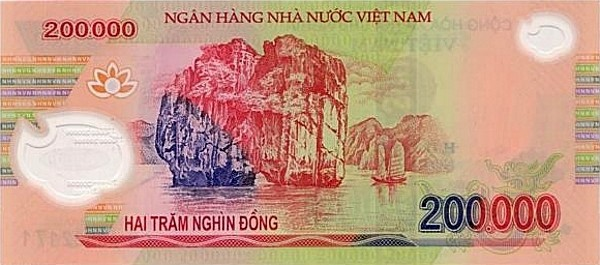 NGÂN HÀNG NHÀ NƯỚC VIỆT NAM
200.000
HAI TRĂM NGHÌN ĐỒNG
200.000